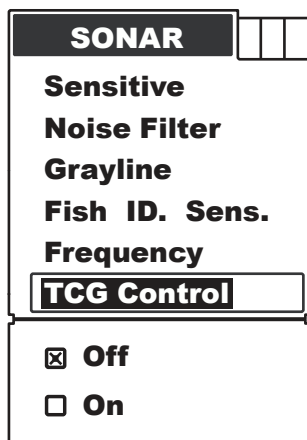 SONAR
Sensitive
Noise Filter
Grayline
Fish ID. Sens.
Frequency
TCG Control
Off
On